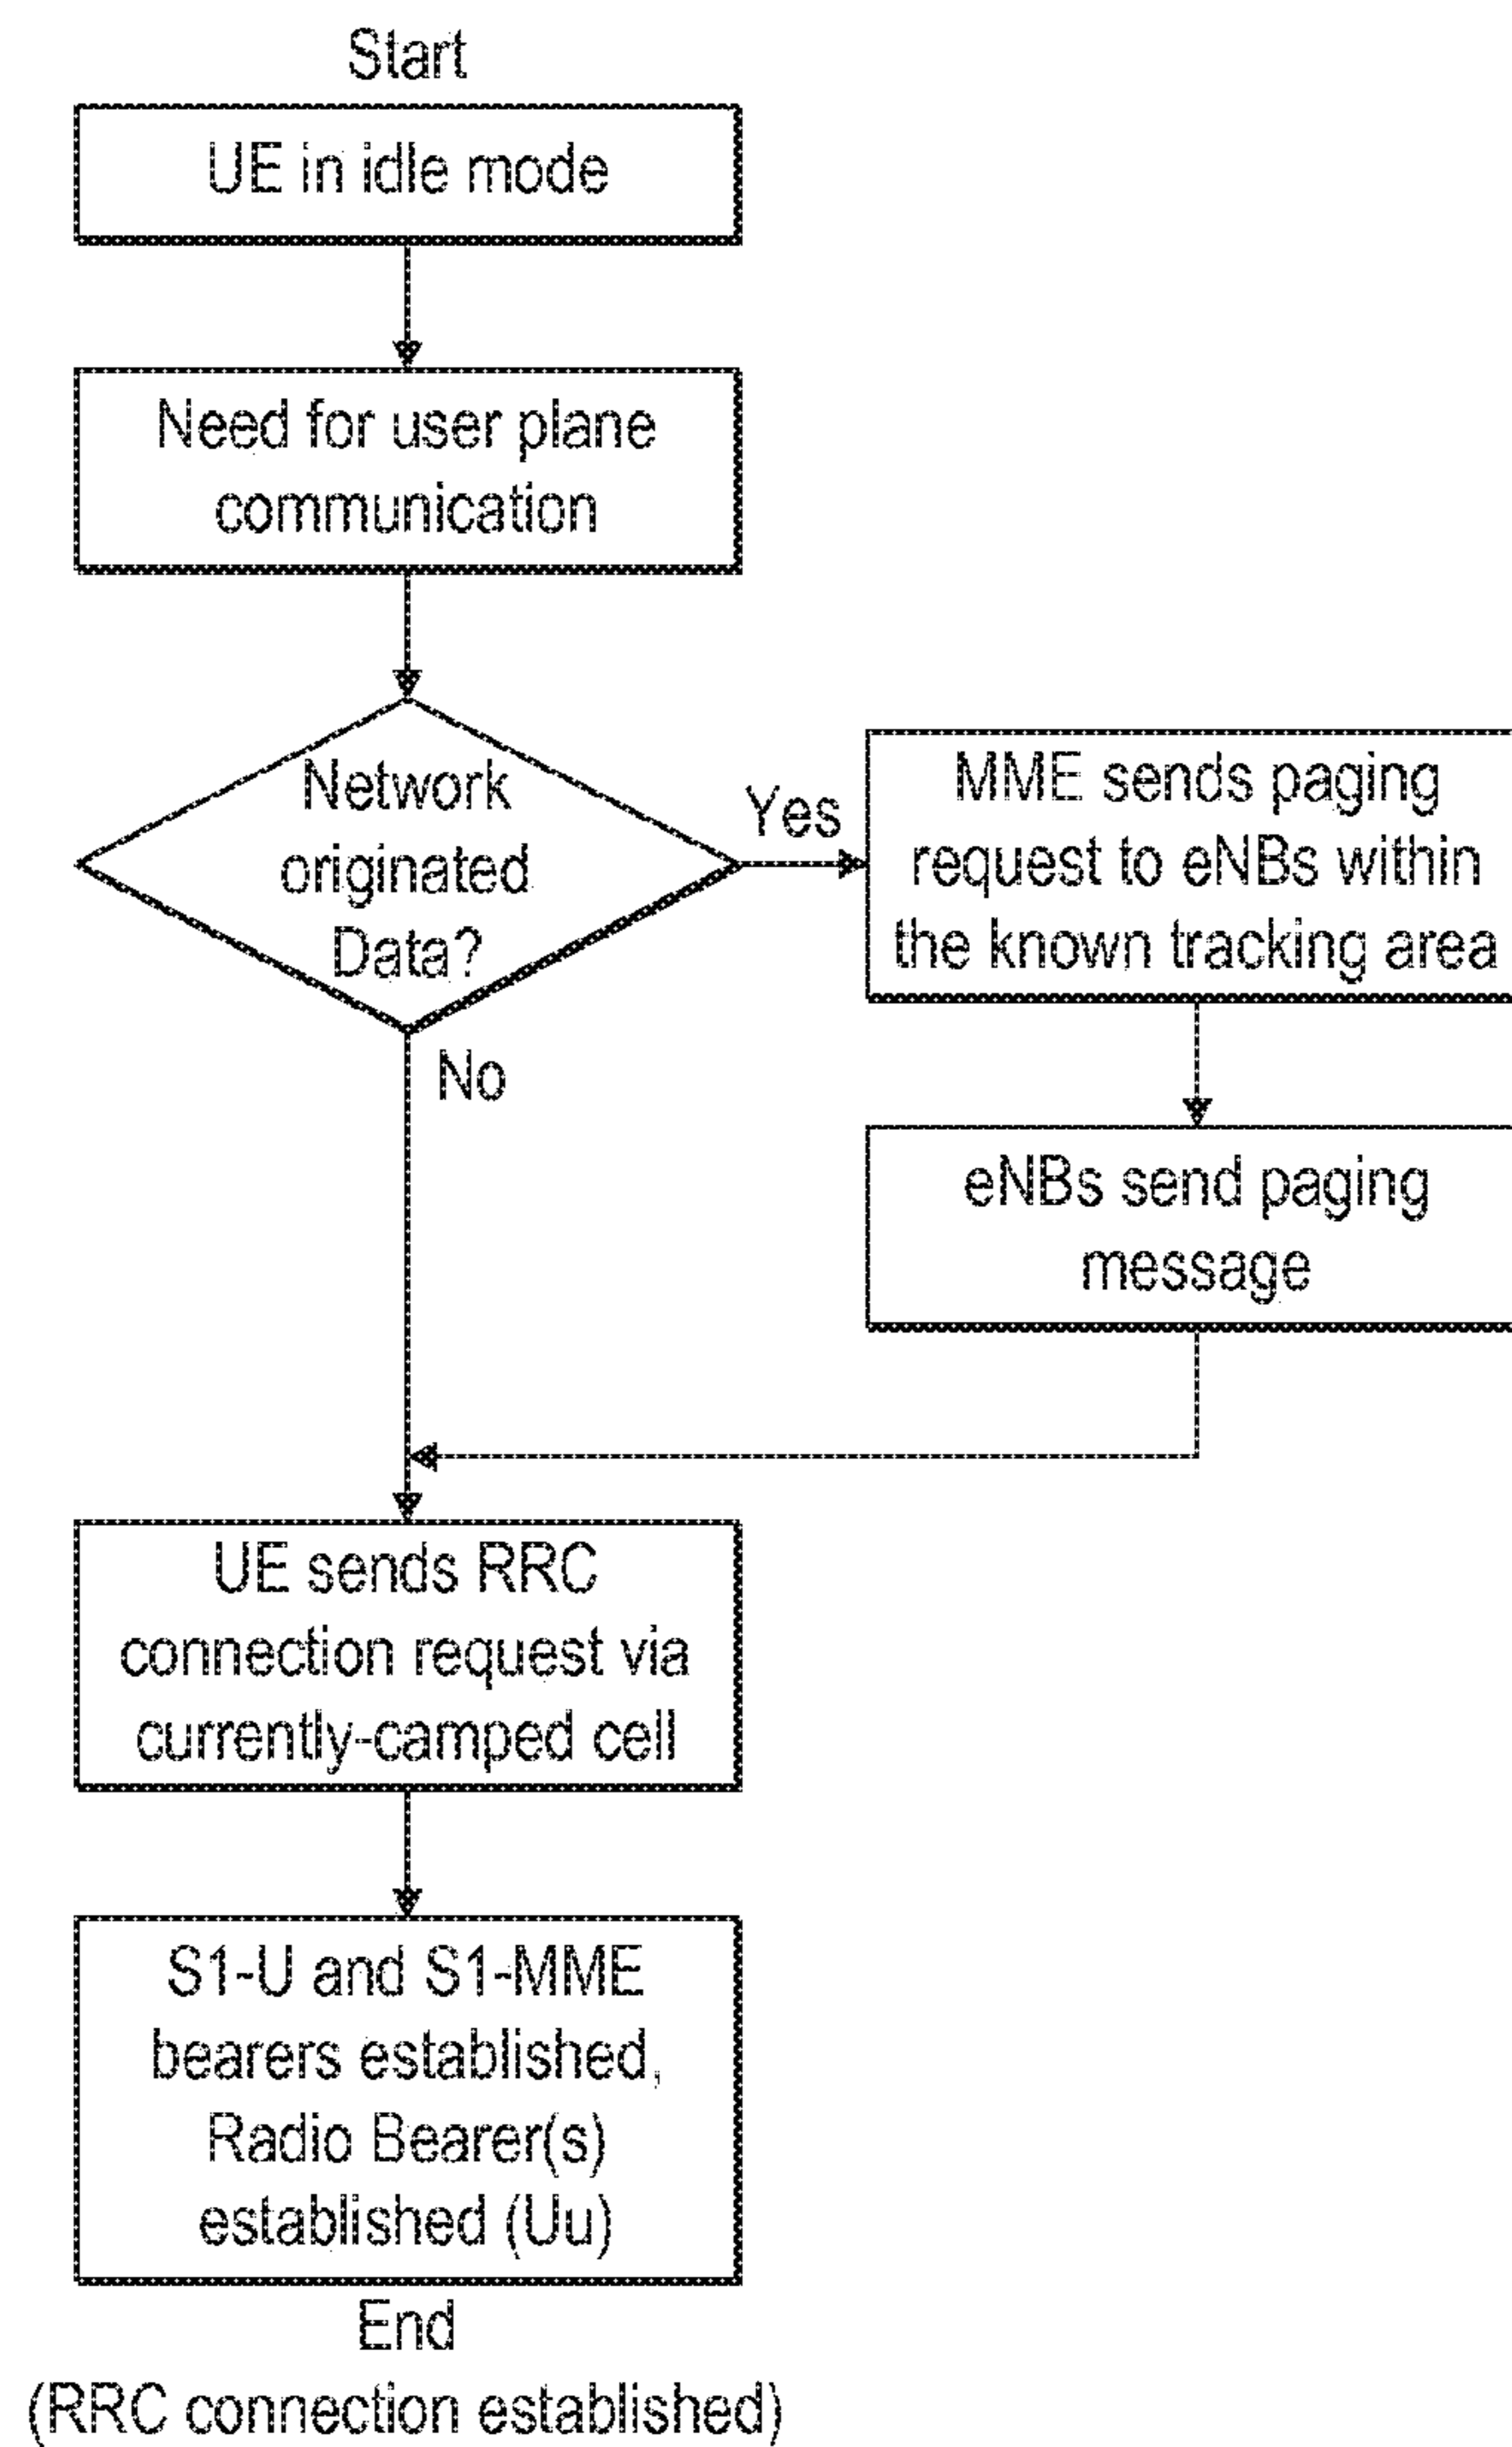 Start
UE in idle mode
Need for user plane
communication
Network
originated
Data?
Yes
MME sends paging
request to eNBs within
the known tracking area
No
eNBs send paging
message
UE sends RRC
connection request via
currently-camped cell
S1-U and S1-MME
bearers established,
Radio Bearer(s)
established (Uu)
End
(RRC connection established)